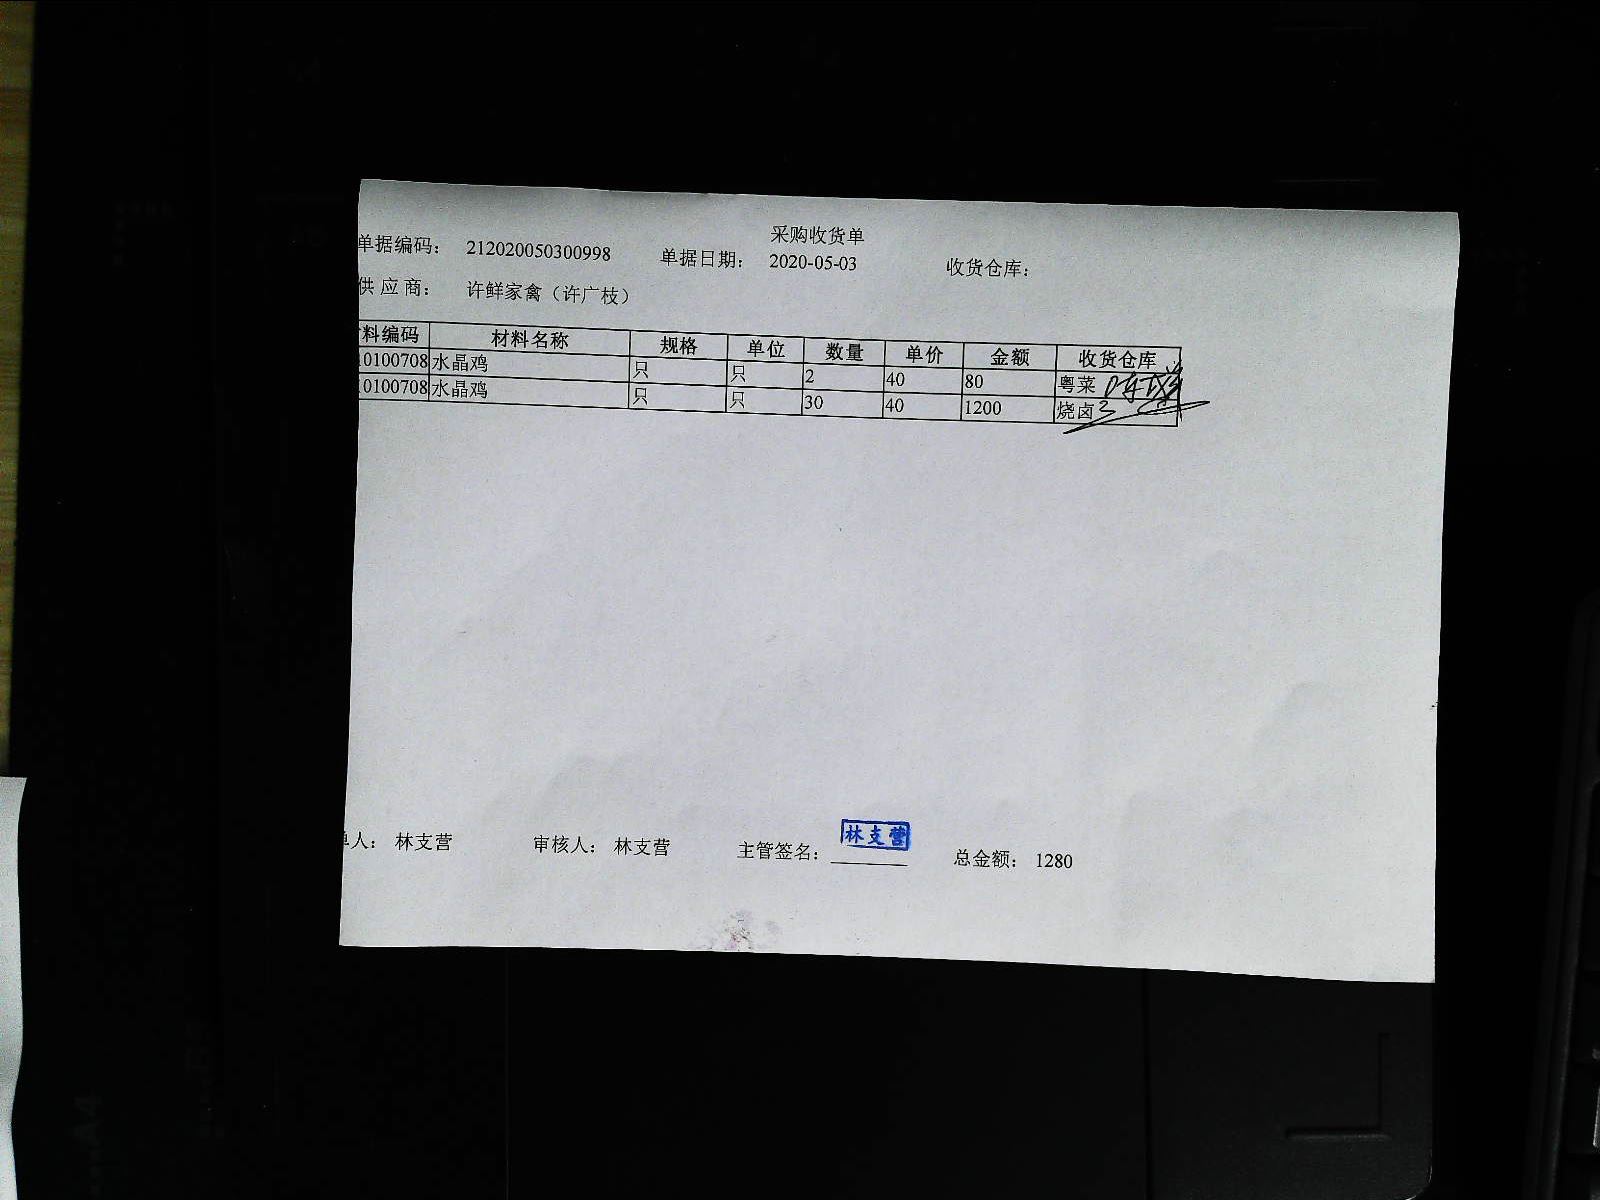 采购收货单
单据编码： 212020050300998 单据日期： 2020-05-03 收货仓库：
供 应 商： 许鲜家禽（许广枝）
料编码 材料名称 规格 单位 数量 单价 金额 收货仓库
0100708 水晶鸡 只 只 2 40 80 粤菜
0100708 水晶鸡 只 只 30 40 1200 烧卤
人： 林支营 审核人： 林支营 主管签名： 林支营 总金额： 1280